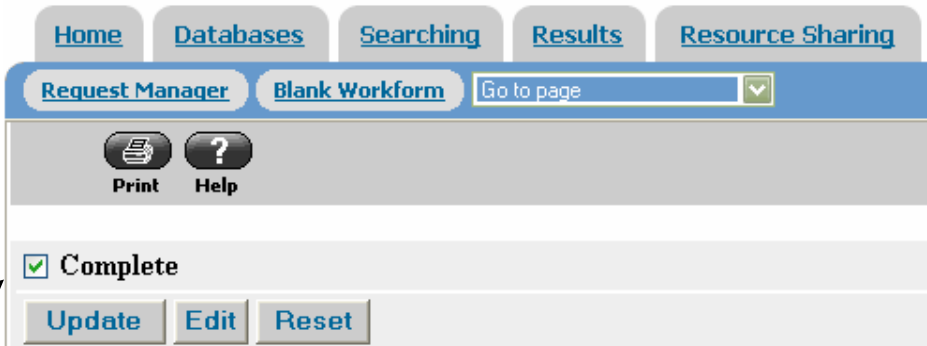 Home Databases Searching Results Resource Sharing
Request Manager Blank Workform Go to page
? 
Print Help
Complete
Update Edit Reset